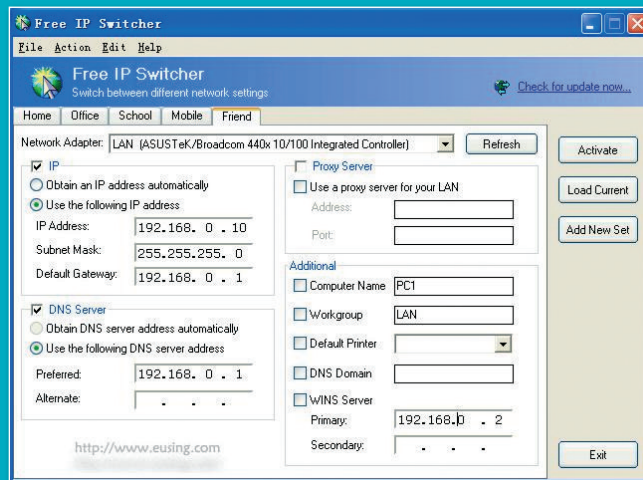 Free IP Switcher
File Action Edit Help
Free IP Switcher
Switch between different network settings
Check for update now...
Home Office School Mobile Friend
Network Adapter: LAN (ASUSTeK/Broadcom 440x 10/100 Integrated Controller) Refresh
Activate
Load Current
Add New Set
IP
Obtain an IP address automatically
Use the following IP address
IP Address: 192.168. 0 . 10
Subnet Mask: 255.255.255. 0
Default Gateway: 192.168. 0 . 1
DNS Server
Obtain DNS server address automatically
Use the following DNS server address
Preferred: 192.168. 0 . 1
Alternate: . . .
Proxy Server
Use a proxy server for your LAN
Address:
Port:
Additional
Computer Name PC1
Workgroup LAN
Default Printer
DNS Domain
WINS Server
Primary: 192.168.0 . 2
Secondary: . . .
http://www.eusing.com
Exit